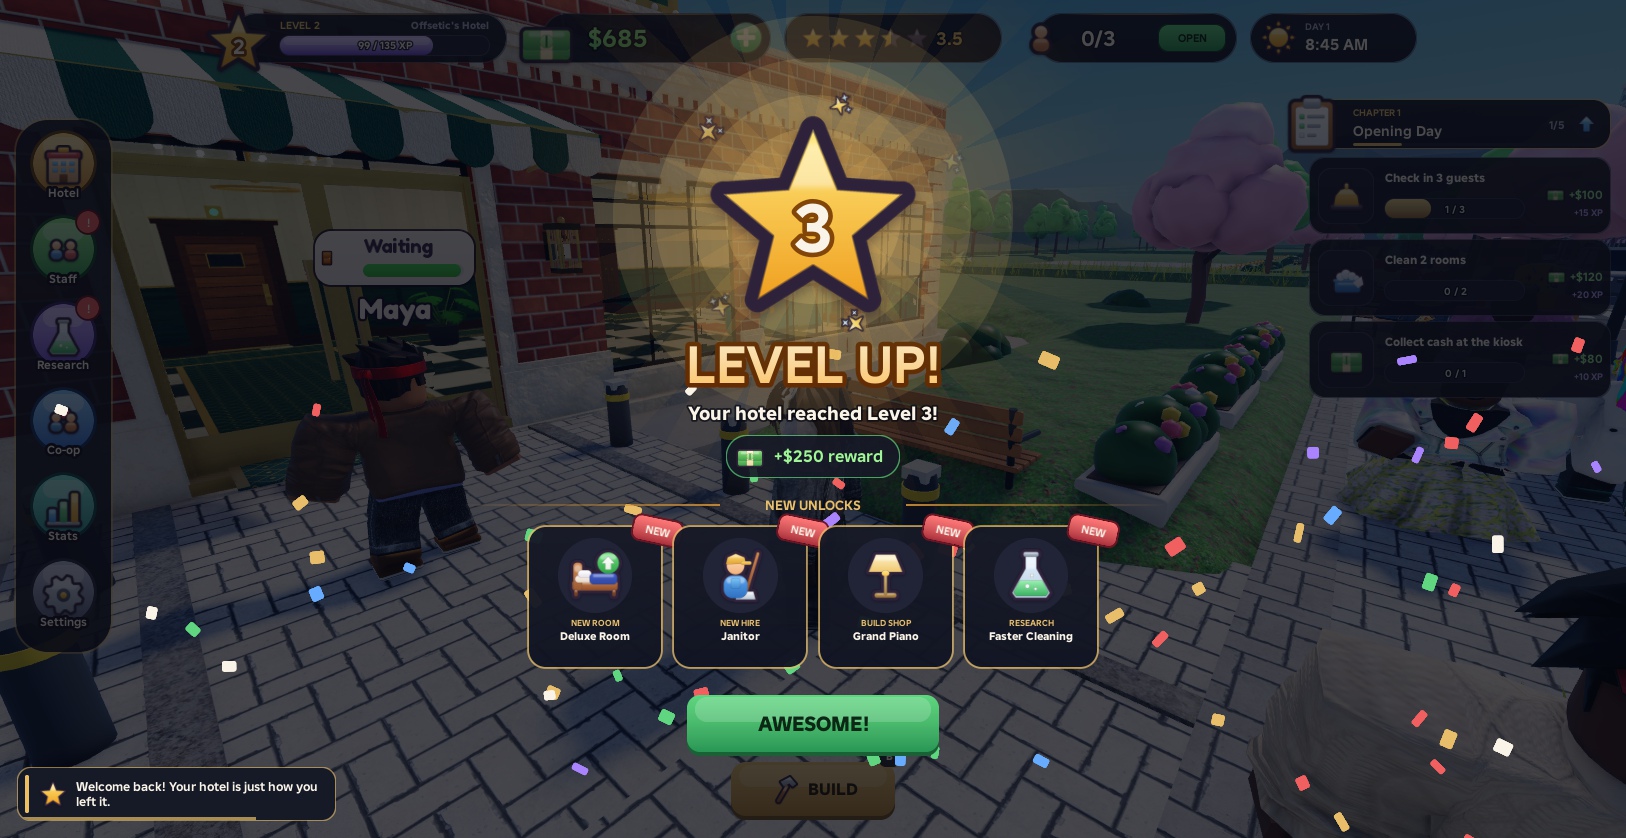 LEVEL 2
Offsetic's Hotel
2
99 / 135 XP
$685
3.5
0/3
OPEN
DAY 1
8:45 AM
CHAPTER 1
Opening Day
1/5
Check in 3 guests
1 / 3
+$100
+15 XP
Clean 2 rooms
0 / 2
+$120
+20 XP
Collect cash at the kiosk
0 / 1
+$80
+10 XP
Hotel
!
Staff
!
Research
Co-op
Stats
Settings
Waiting
Maya
3
LEVEL UP!
Your hotel reached Level 3!
+$250 reward
NEW UNLOCKS
NEW
NEW ROOM
Deluxe Room
NEW
NEW HIRE
Janitor
NEW
BUILD SHOP
Grand Piano
NEW
RESEARCH
Faster Cleaning
AWESOME!
BUILD
Welcome back! Your hotel is just how you
left it.